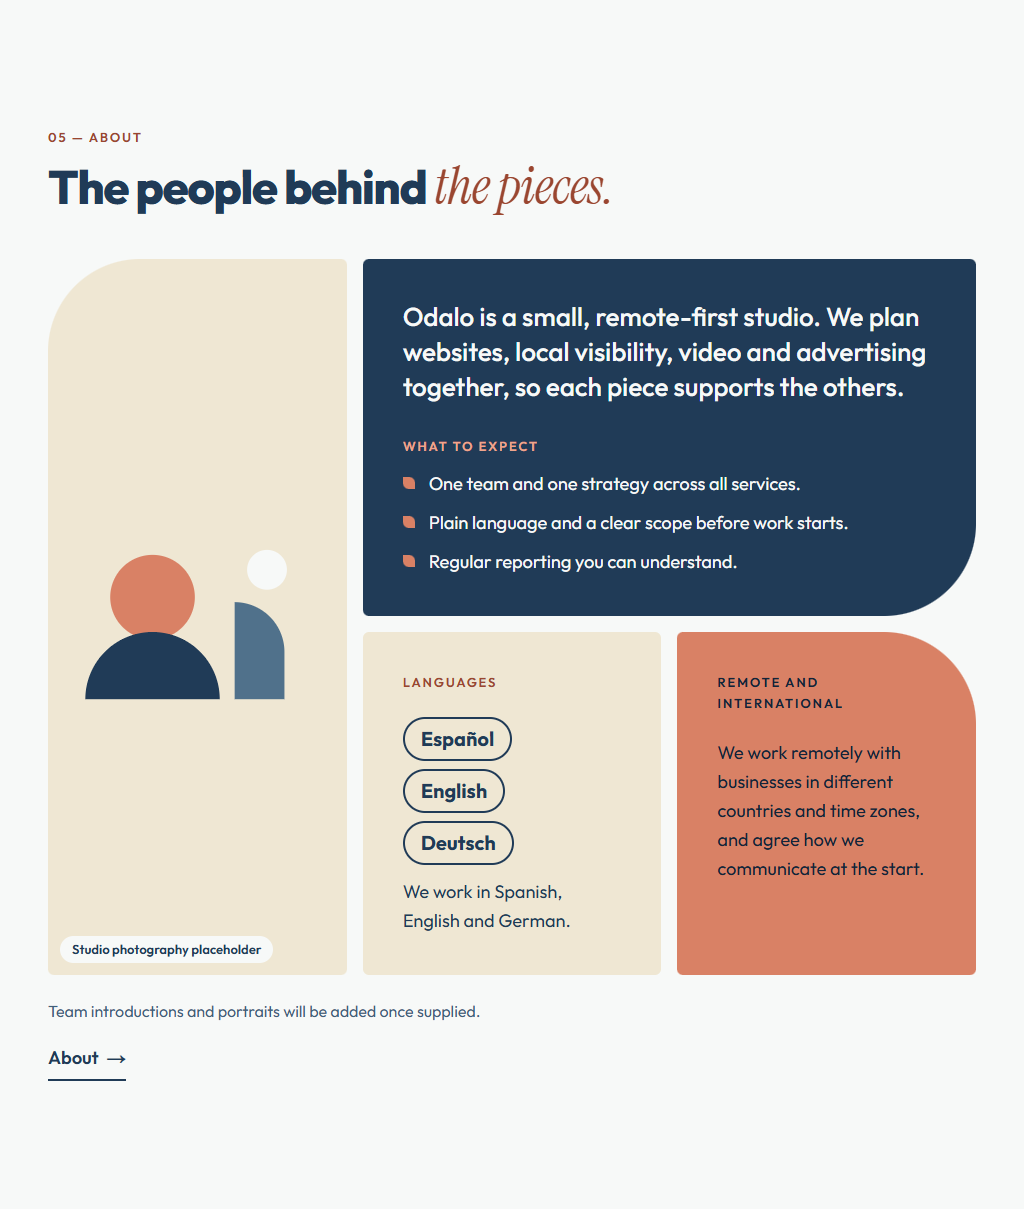 05 — ABOUT
The people behind the pieces.
Odalo is a small, remote-first studio. We plan
websites, local visibility, video and advertising
together, so each piece supports the others.
WHAT TO EXPECT
One team and one strategy across all services.
Plain language and a clear scope before work starts.
Regular reporting you can understand.
LANGUAGES
Español
English
Deutsch
We work in Spanish,
English and German.
REMOTE AND
INTERNATIONAL
We work remotely with
businesses in different
countries and time zones,
and agree how we
communicate at the start.
Studio photography placeholder
Team introductions and portraits will be added once supplied.
About →